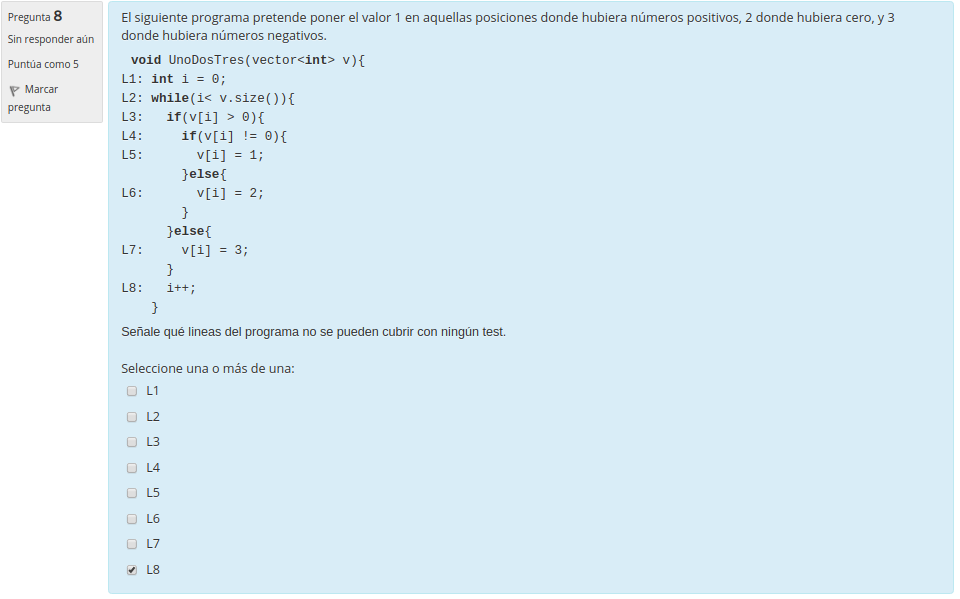 Pregunta 8
Sin responder aún
Puntúa como 5
Marcar
pregunta
El siguiente programa pretende poner el valor 1 en aquellas posiciones donde hubiera números positivos, 2 donde hubiera cero, y 3
donde hubiera números negativos.
void UnoDosTres(vector<int> v){
L1: int i = 0;
L2: while(i< v.size()){
L3:   if(v[i] > 0){
L4:     if(v[i] != 0){
L5:       v[i] = 1;
        }else{
L6:       v[i] = 2;
        }
      }else{
L7:     v[i] = 3;
      }
L8:   i++;
    }
Señale qué lineas del programa no se pueden cubrir con ningún test.
Seleccione una o más de una:
L1
L2
L3
L4
L5
L6
L7
L8